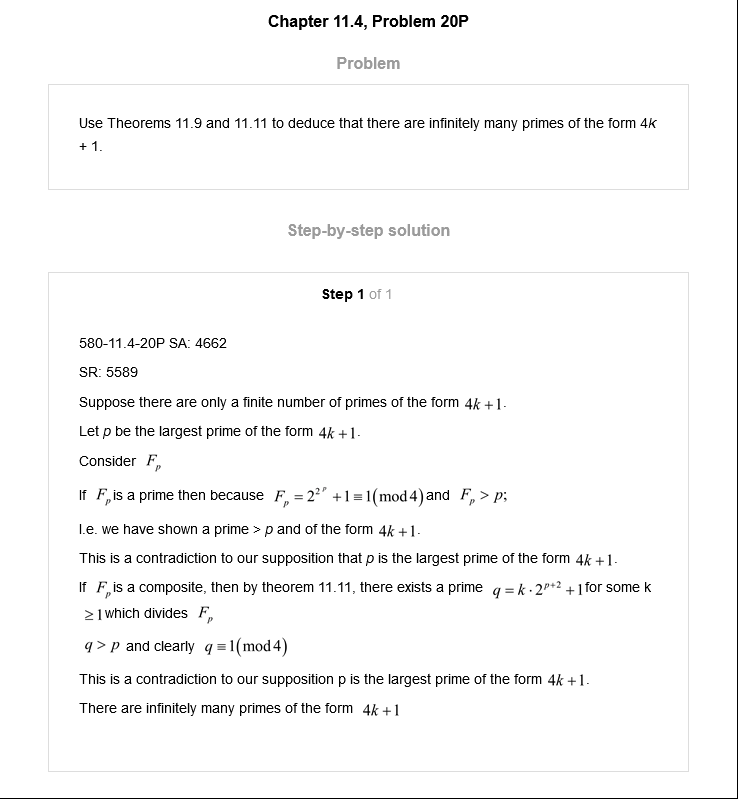 Chapter 11.4, Problem 20P
Problem
Use Theorems 11.9 and 11.11 to deduce that there are infinitely many primes of the form 4k
+ 1.
Step-by-step solution
Step 1 of 1
580-11.4-20P SA: 4662
SR: 5589
Suppose there are only a finite number of primes of the form 4k +1.
Let p be the largest prime of the form 4k +1.
Consider F_p
If F_p is a prime then because F_p = 2^{2^p} +1 ≡ 1(mod 4) and F_p > p;
I.e. we have shown a prime > p and of the form 4k +1.
This is a contradiction to our supposition that p is the largest prime of the form 4k +1.
If F_p is a composite, then by theorem 11.11, there exists a prime q = k · 2^{p+2} +1 for some k
≥1 which divides F_p
q > p and clearly q ≡ 1(mod 4)
This is a contradiction to our supposition p is the largest prime of the form 4k +1.
There are infinitely many primes of the form 4k +1